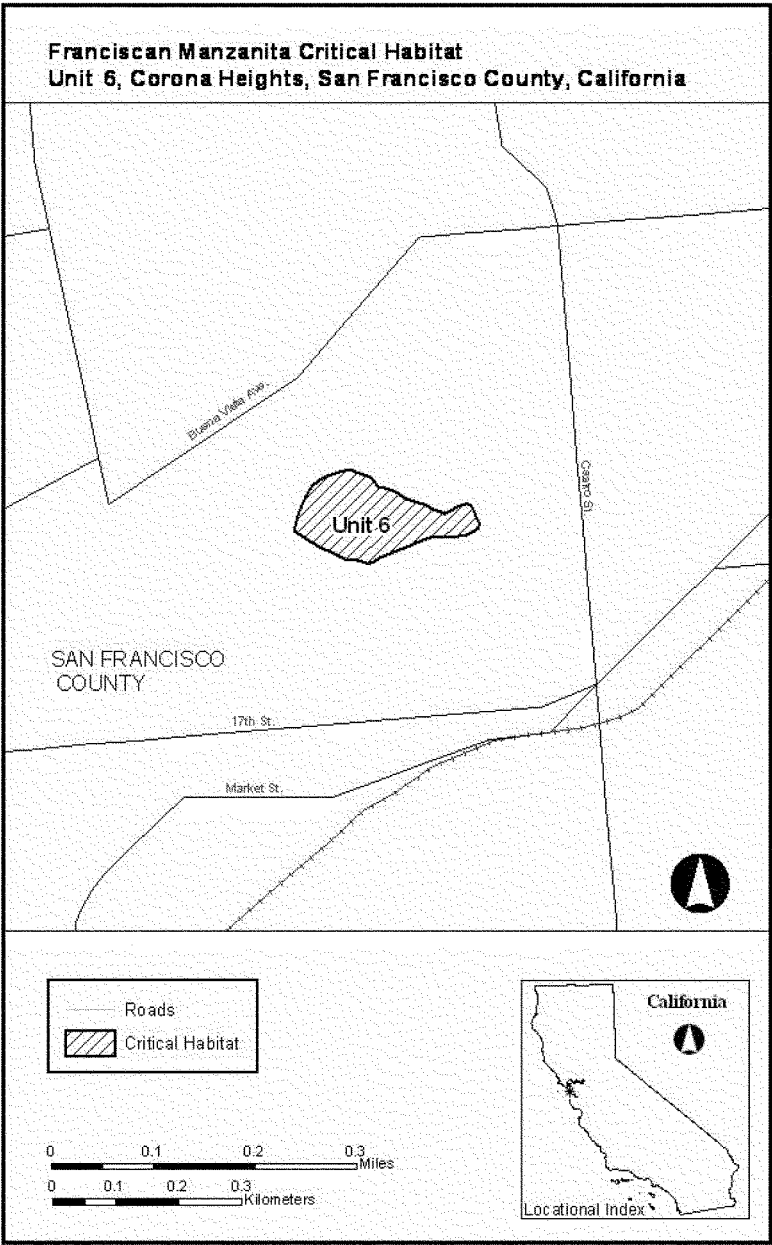 Franciscan Manzanita Critical Habitat
Unit 6, Corona Heights, San Francisco County, California
Buena Vista Ave.
Castro St.
Unit 6
SAN FRANCISCO
COUNTY
17th St.
Market St.
Roads
Critical Habitat
California
Locational Index
0 0.1 0.2 0.3
Miles
0 0.1 0.2 0.3
Kilometers